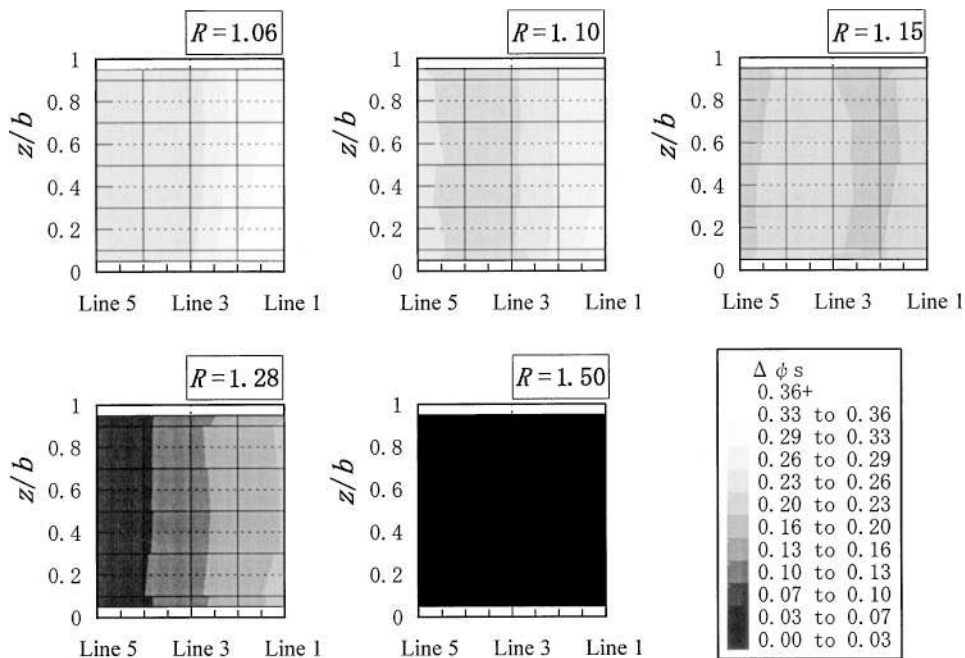 R=1.06
R=1.10
R=1.15
z/b
1
0.8
0.6
0.4
0.2
0
Line 5 Line 3 Line 1
z/b
1
0.8
0.6
0.4
0.2
0
Line 5 Line 3 Line 1
z/b
1
0.8
0.6
0.4
0.2
0
Line 5 Line 3 Line 1
R=1.28
R=1.50
z/b
1
0.8
0.6
0.4
0.2
0
Line 5 Line 3 Line 1
z/b
1
0.8
0.6
0.4
0.2
0
Line 5 Line 3 Line 1
Δ φ s
0.36+
0.33 to 0.36
0.29 to 0.33
0.26 to 0.29
0.23 to 0.26
0.20 to 0.23
0.16 to 0.20
0.13 to 0.16
0.10 to 0.13
0.07 to 0.10
0.03 to 0.07
0.00 to 0.03